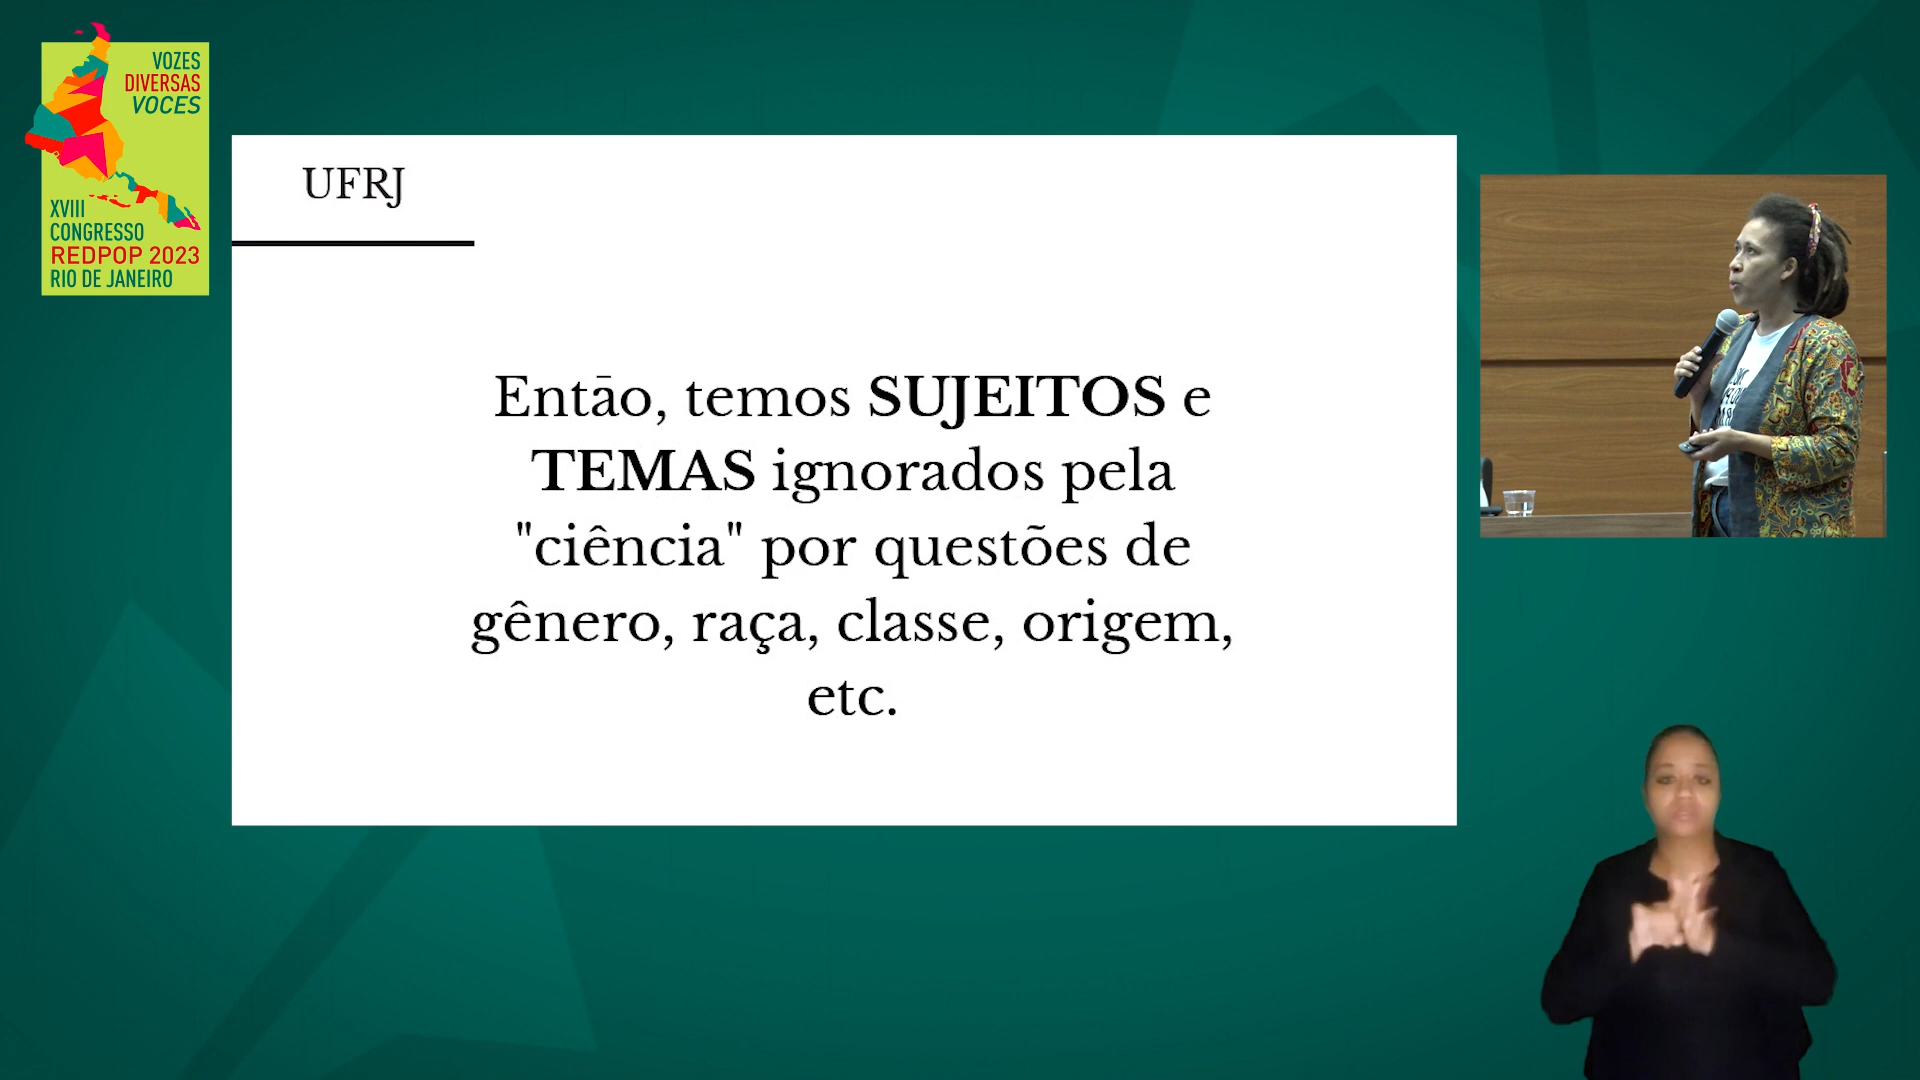 VOZES
DIVERSAS
VOCES
XVIII
CONGRESSO
REDPOP 2023
RIO DE JANEIRO
UFRJ
Então, temos SUJEITOS e
TEMAS ignorados pela
"ciência" por questões de
gênero, raça, classe, origem,
etc.